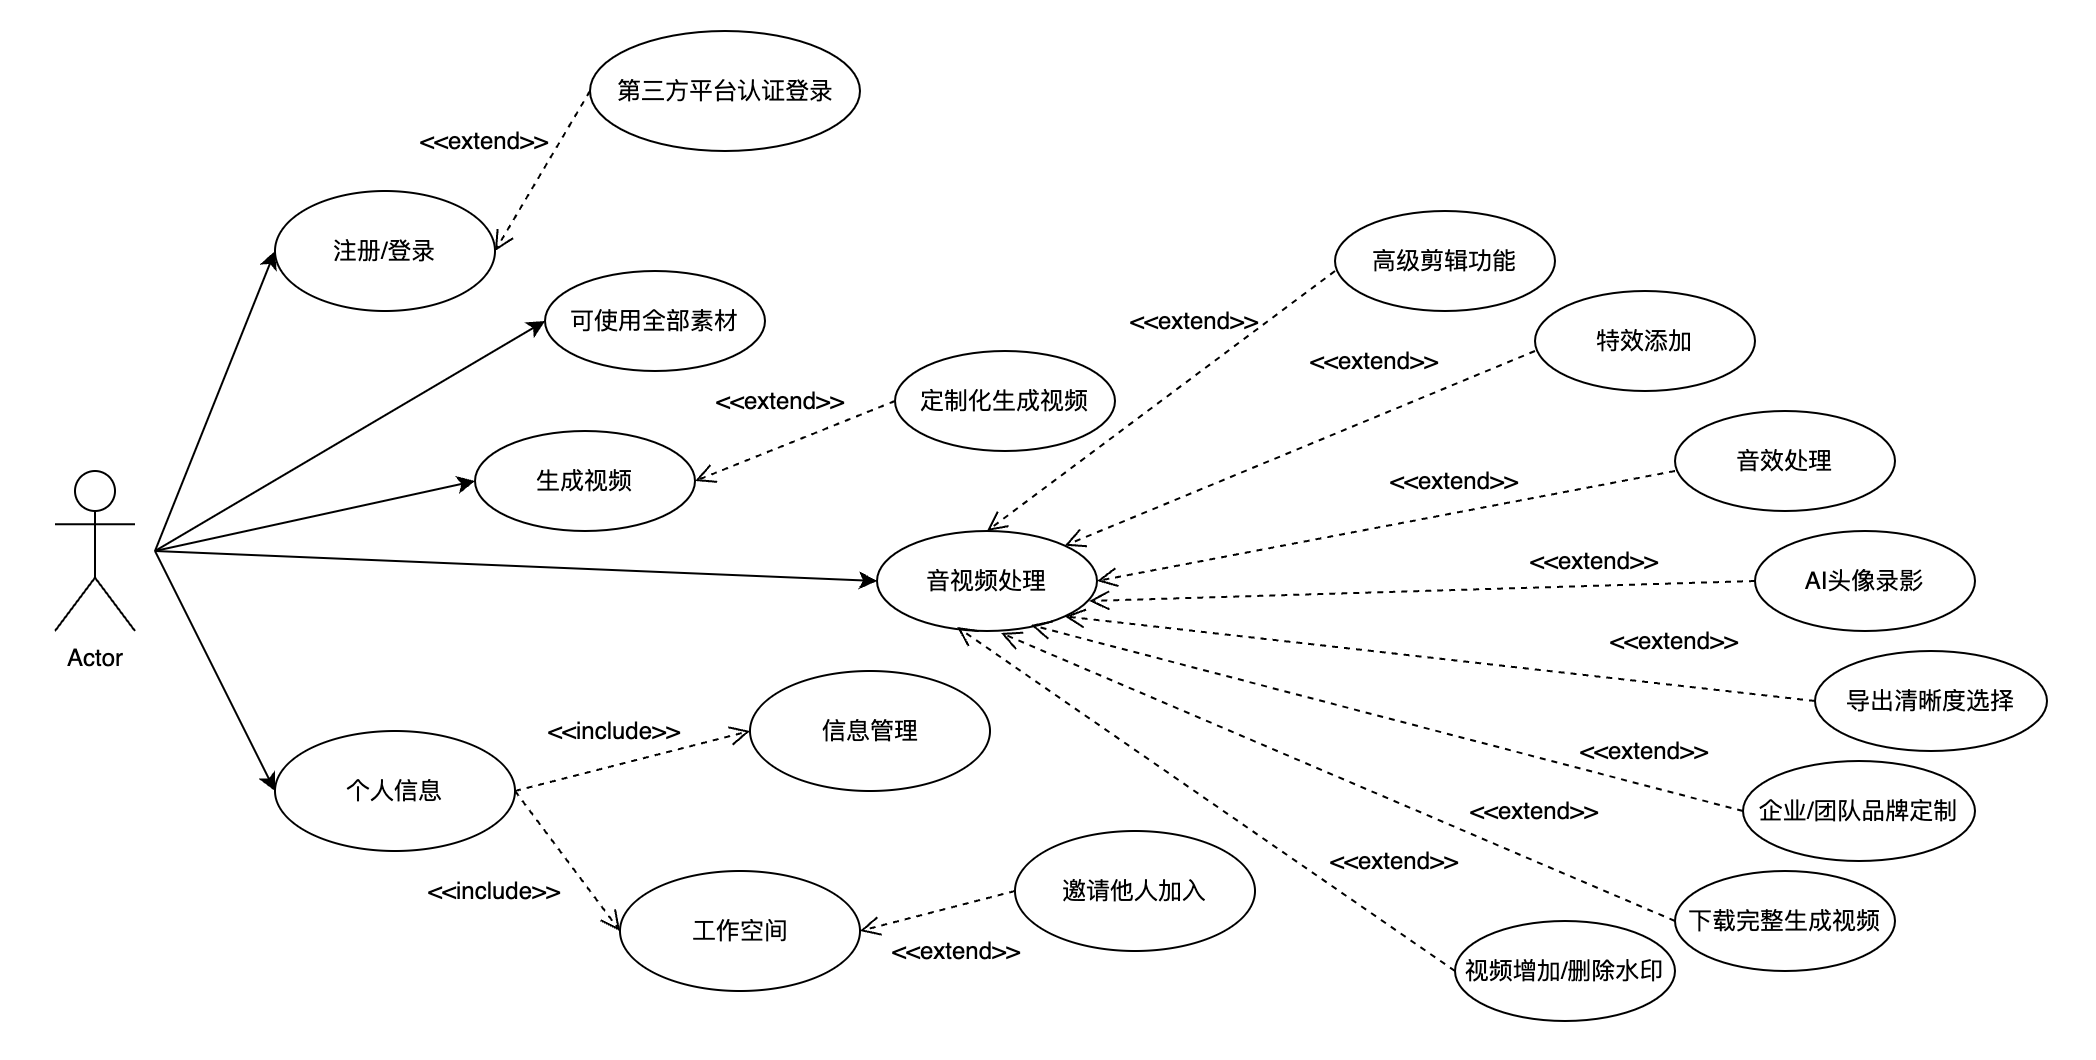 第三方平台认证登录
<<extend>>
注册/登录
高级剪辑功能
可使用全部素材
<<extend>>
特效添加
<<extend>>
<<extend>>
定制化生成视频
音效处理
生成视频
<<extend>>
<<extend>>
音视频处理
AI头像录影
<<extend>>
Actor
导出清晰度选择
<<include>>
信息管理
<<extend>>
个人信息
企业/团队品牌定制
<<extend>>
<<extend>>
<<include>>
邀请他人加入
下载完整生成视频
工作空间
<<extend>>
视频增加/删除水印